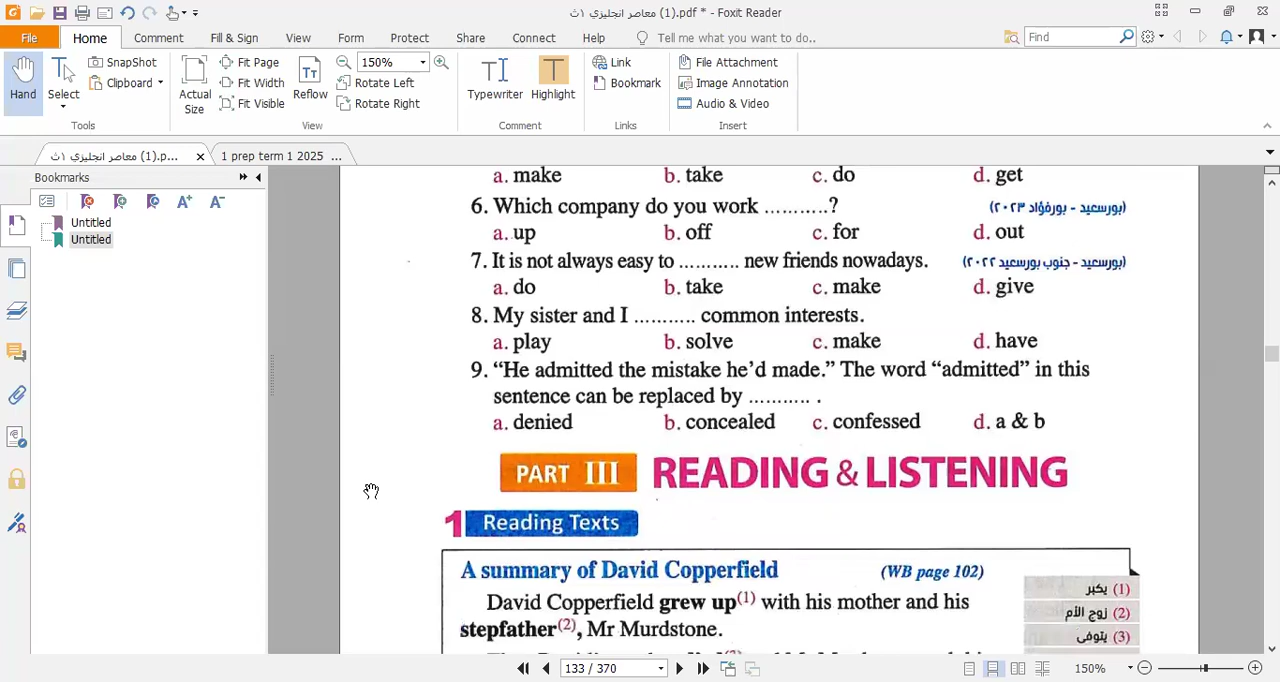 معاصر انجليزي ١ث (1).pdf * - Foxit Reader
File Home Comment Fill & Sign View Form Protect Share Connect Help Tell me what you want to do.. Find
Hand Select SnapShot Clipboard Actual Size Fit Page Fit Width Fit Visible Reflow 150% Rotate Left Rotate Right Typewriter Highlight Link Bookmark File Attachment Image Annotation Audio & Video
Tools View Comment Links Insert
معاصر انجليزي ١ث (1).p... 1 prep term 1 2025 ...
Bookmarks
Untitled
Untitled
a. make b. take c. do d. get
6. Which company do you work ..........? (بورسعيد - بورفؤاد ٢٠٢٣)
a. up b. off c. for d. out
7. It is not always easy to .......... new friends nowadays. (بورسعيد - جنوب بورسعيد ٢٠٢٢)
a. do b. take c. make d. give
8. My sister and I .......... common interests.
a. play b. solve c. make d. have
9. “He admitted the mistake he’d made.” The word “admitted” in this
sentence can be replaced by .......... .
a. denied b. concealed c. confessed d. a & b
PART III READING & LISTENING
1 Reading Texts
A summary of David Copperfield (WB page 102)
David Copperfield grew up(1) with his mother and his
stepfather(2), Mr Murdstone.
(1) يكبر
(2) زوج الأم
(3) يتوفى
133 / 370 150%